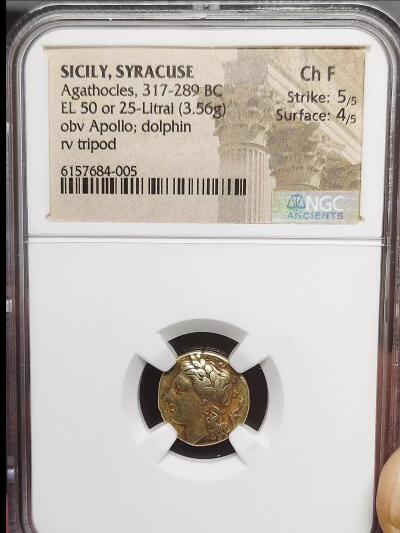 SICILY, SYRACUSE
Agathocles, 317-289 BC
EL 50 or 25-Litrai (3.56g)
obv Apollo; dolphin
rv tripod
6157684-005
Ch F
Strike: 5/5
Surface: 4/5
NGC
ANCIENTS